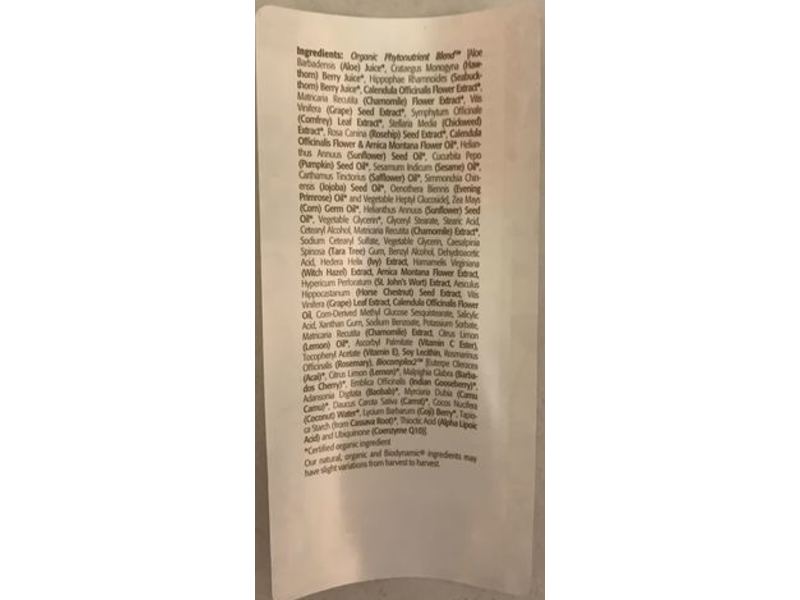 Ingredients: Organic Phytonutrient Blend™ [Aloe
Barbadensis (Aloe) Juice*, Crataegus Monogyna (Haw-
thorn) Berry Juice*, Hippophae Rhamnoides (Seabuck-
thorn) Berry Juice*, Calendula Officinalis Flower Extract*,
Matricaria Recutita (Chamomile) Flower Extract*, Vitis
Vinifera (Grape) Seed Extract*, Symphytum Officinale
(Comfrey) Leaf Extract*, Stellaria Media (Chickweed)
Extract*, Rosa Canina (Rosehip) Seed Extract*, Calendula
Officinalis Flower & Arnica Montana Flower Oil*, Helian-
thus Annuus (Sunflower) Seed Oil*, Cucurbita Pepo
(Pumpkin) Seed Oil*, Sesamum Indicum (Sesame) Oil*,
Carthamus Tinctorius (Safflower) Oil*, Simmondsia Chin-
ensis (Jojoba) Seed Oil*, Oenothera Biennis (Evening
Primrose) Oil* and Vegetable Heptyl Glucoside], Zea Mays
(Corn) Germ Oil*, Helianthus Annuus (Sunflower) Seed
Oil*, Vegetable Glycerin*, Glyceryl Stearate, Stearic Acid,
Cetearyl Alcohol, Matricaria Recutita (Chamomile) Extract*,
Sodium Cetearyl Sulfate, Vegetable Glycerin, Caesalpinia
Spinosa (Tara Tree) Gum, Benzyl Alcohol, Dehydroacetic
Acid, Hedera Helix (Ivy) Extract, Hamamelis Virginiana
(Witch Hazel) Extract, Arnica Montana Flower Extract,
Hypericum Perforatum (St. John's Wort) Extract, Aesculus
Hippocastanum (Horse Chestnut) Seed Extract, Vitis
Vinifera (Grape) Leaf Extract, Calendula Officinalis Flower
Oil, Corn-Derived Methyl Glucose Sesquistearate, Salicylic
Acid, Xanthan Gum, Sodium Benzoate, Potassium Sorbate,
Matricaria Recutita (Chamomile) Extract, Citrus Limon
(Lemon) Oil*, Ascorbyl Palmitate (Vitamin C Ester),
Tocopheryl Acetate (Vitamin E), Soy Lecithin, Rosmarinus
Officinalis (Rosemary), Biocomplex2™ [Euterpe Oleracea
(Acai)*, Citrus Limon (Lemon)*, Malpighia Glabra (Barba-
dos Cherry)*, Emblica Officinalis (Indian Gooseberry)*,
Adansonia Digitata (Baobab)*, Myrciaria Dubia (Camu
Camu)*, Daucus Carota Sativa (Carrot)*, Cocos Nucifera
(Coconut) Water*, Lycium Barbarum (Goji) Berry*, Tapio-
ca Starch (from Cassava Root)*, Thioctic Acid (Alpha Lipoic
Acid) and Ubiquinone (Coenzyme Q10)].
*Certified organic ingredient
Our natural, organic and Biodynamic® ingredients may
have slight variations from harvest to harvest.